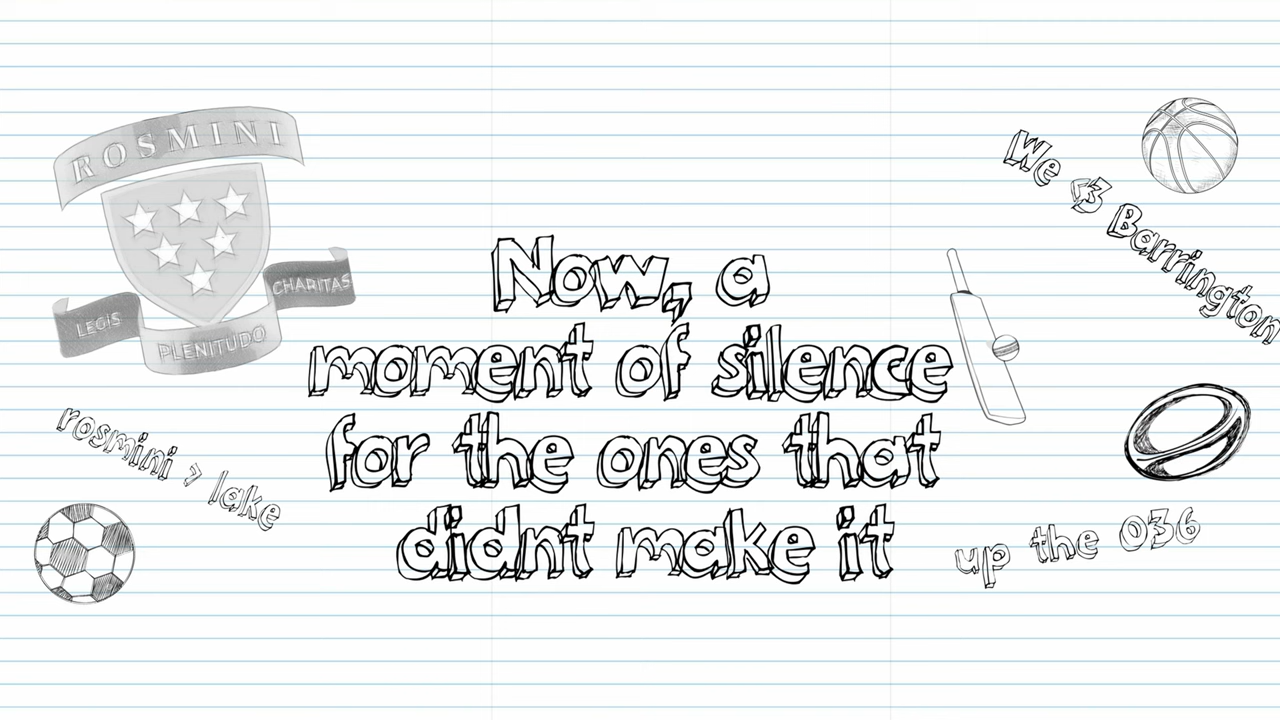 ROSMINI
LEGIS
PLENITUDO
CHARITAS
We <3 Barrington
Now, a
moment of silence
for the ones that
didnt make it
rosmini > lake
up the 036